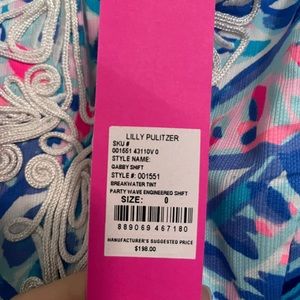 LILLY PULITZER
SKU #
001551 43110V 0
STYLE NAME:
GABBY SHIFT
STYLE #: 001551
BREAKWATER TINT
PARTY WAVE ENGINEERED SHIFT
SIZE: 0
889069 467180
MANUFACTURER'S SUGGESTED PRICE
$198.00